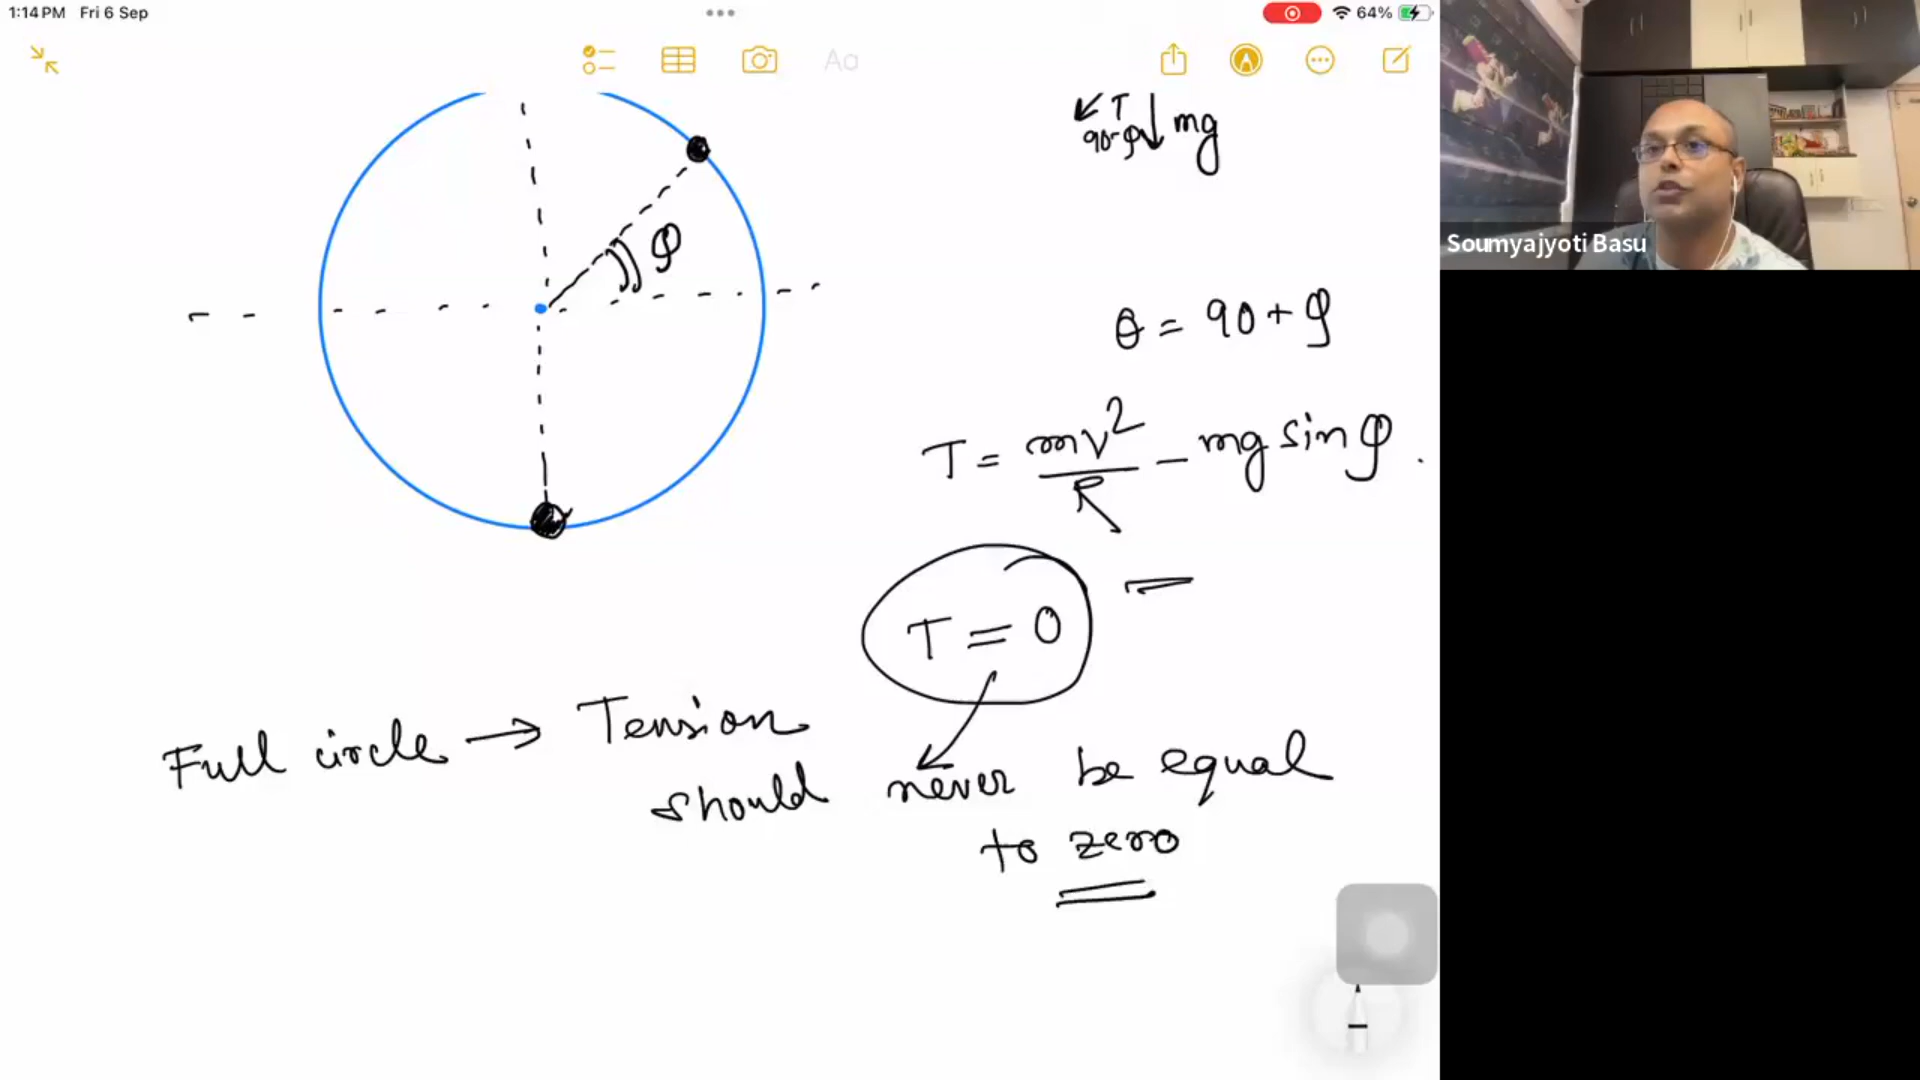 1:14 PM Fri 6 Sep
64%
Aa
T
90-φ
mg
Soumyajyoti Basu
φ
θ = 90 + φ
T = mv²/R - mg sin φ.
T = 0
Full circle → Tension
should never be equal
to zero